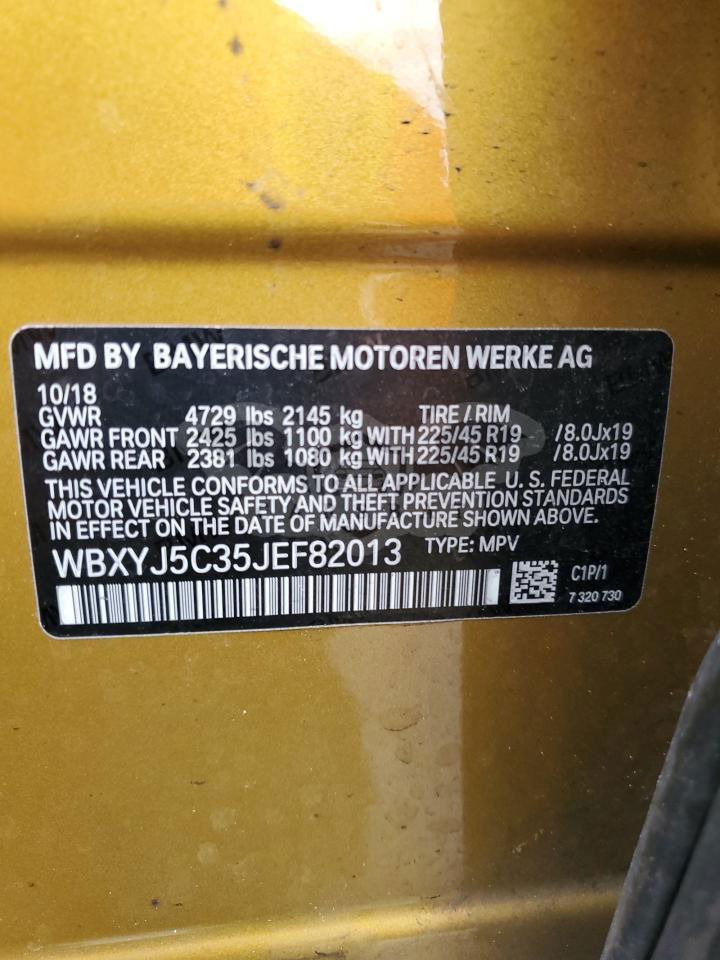 MFD BY BAYERISCHE MOTOREN WERKE AG
10/18
GVWR 4729 lbs 2145 kg TIRE / RIM
GAWR FRONT 2425 lbs 1100 kg WITH 225/45 R19 /8.0Jx19
GAWR REAR 2381 lbs 1080 kg WITH 225/45 R19 /8.0Jx19
THIS VEHICLE CONFORMS TO ALL APPLICABLE U. S. FEDERAL
MOTOR VEHICLE SAFETY AND THEFT PREVENTION STANDARDS
IN EFFECT ON THE DATE OF MANUFACTURE SHOWN ABOVE.
WBXYJ5C35JEF82013 TYPE: MPV
C1P/1
7 320 730